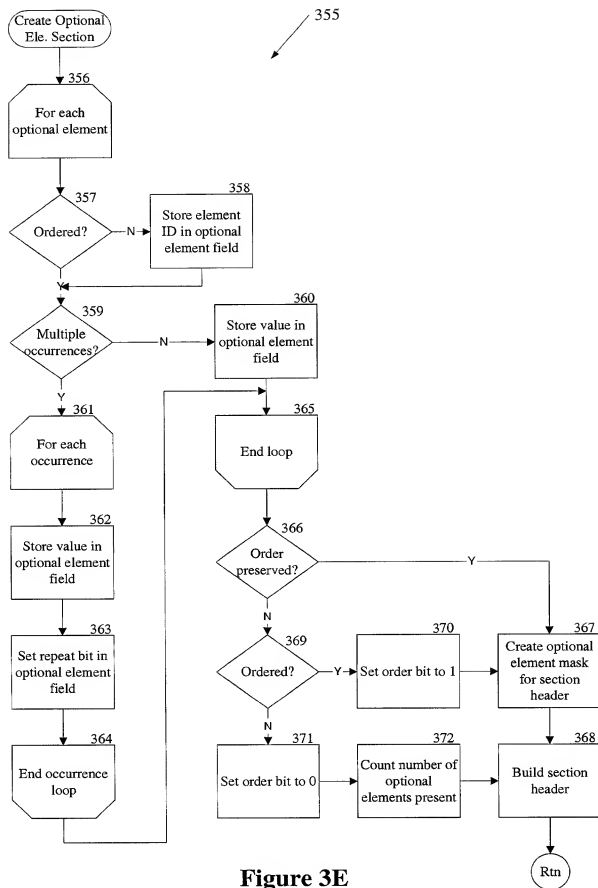 Create Optional
Ele. Section
355
356
For each
optional element
357
Ordered?
N
358
Store element
ID in optional
element field
Y
359
Multiple
occurrences?
N
360
Store value in
optional element
field
Y
361
For each
occurrence
365
End loop
362
Store value in
optional element
field
366
Order
preserved?
Y
N
363
Set repeat bit in
optional element
field
369
Ordered?
Y
370
Set order bit to 1
367
Create optional
element mask
for section
header
N
364
End occurrence
loop
371
Set order bit to 0
372
Count number of
optional
elements present
368
Build section
header
Rtn
Figure 3E